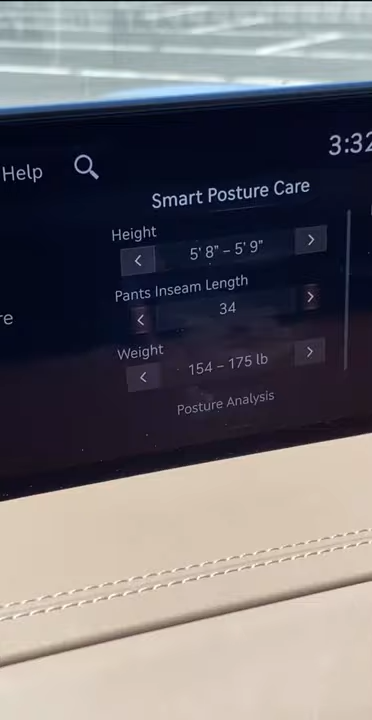 Help
3:32
Smart Posture Care
Height
5' 8" – 5' 9"
Pants Inseam Length
34
re
Weight
154 – 175 lb
Posture Analysis